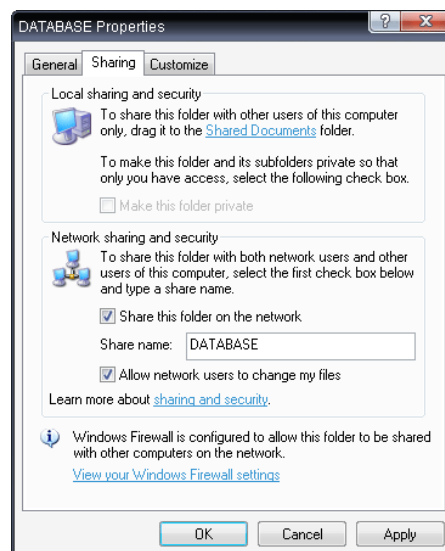 DATABASE Properties
? X
General Sharing Customize
Local sharing and security
To share this folder with other users of this computer
only, drag it to the Shared Documents folder.
To make this folder and its subfolders private so that
only you have access, select the following check box.
Make this folder private
Network sharing and security
To share this folder with both network users and other
users of this computer, select the first check box below
and type a share name.
Share this folder on the network
Share name: DATABASE
Allow network users to change my files
Learn more about sharing and security.
Windows Firewall is configured to allow this folder to be shared
with other computers on the network.
View your Windows Firewall settings
OK Cancel Apply